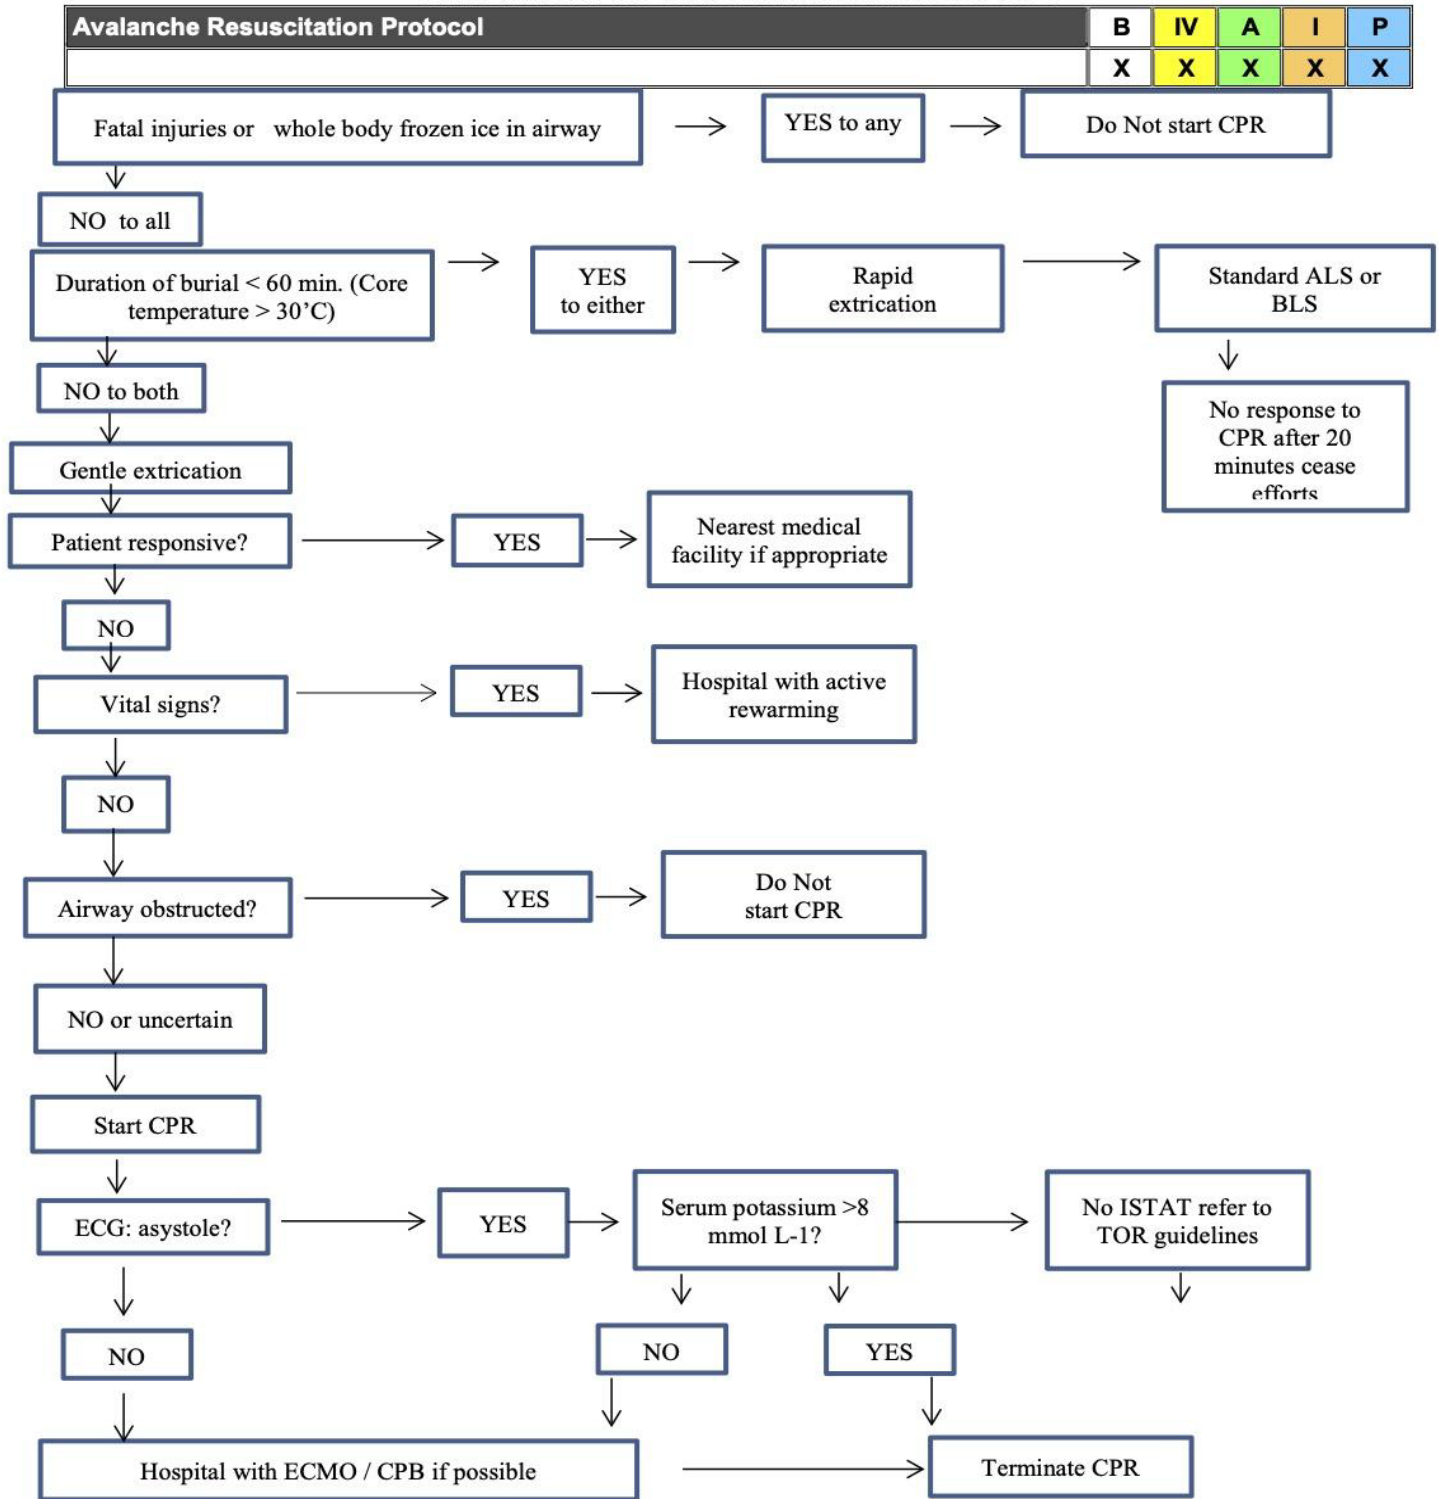 Avalanche Resuscitation Protocol B IV A I P
X X X X X
Fatal injuries or whole body frozen ice in airway
YES to any
Do Not start CPR
NO to all
Duration of burial < 60 min. (Core
temperature > 30’C)
YES
to either
Rapid
extrication
Standard ALS or
BLS
NO to both
No response to
CPR after 20
minutes cease
efforts
Gentle extrication
Patient responsive?
YES
Nearest medical
facility if appropriate
NO
Vital signs?
YES
Hospital with active
rewarming
NO
Airway obstructed?
YES
Do Not
start CPR
NO or uncertain
Start CPR
ECG: asystole?
YES
Serum potassium >8
mmol L-1?
No ISTAT refer to
TOR guidelines
NO
NO
YES
Hospital with ECMO / CPB if possible
Terminate CPR